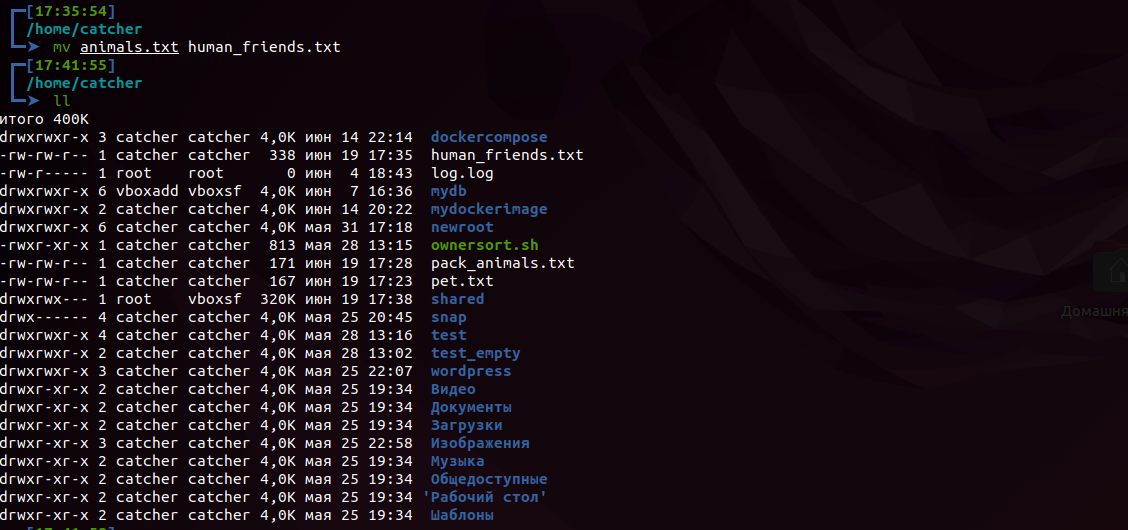 [17:35:54]
/home/catcher
mv animals.txt human_friends.txt
[17:41:55]
/home/catcher
ll
итого 400K
drwxrwxr-x 3 catcher catcher 4,0K июн 14 22:14 dockercompose
-rw-rw-r-- 1 catcher catcher 338 июн 19 17:35 human_friends.txt
-rw-r----- 1 root root 0 июн 4 18:43 log.log
drwxrwxr-x 6 vboxadd vboxsf 4,0K июн 7 16:36 mydb
drwxrwxr-x 2 catcher catcher 4,0K июн 14 20:22 mydockerimage
drwxrwxr-x 6 catcher catcher 4,0K мая 31 17:18 newroot
-rwxr-xr-x 1 catcher catcher 813 мая 28 13:15 ownersort.sh
-rw-rw-r-- 1 catcher catcher 171 июн 19 17:28 pack_animals.txt
-rw-rw-r-- 1 catcher catcher 167 июн 19 17:23 pet.txt
drwxrwx--- 1 root vboxsf 320K июн 19 17:38 shared
drwx------ 4 catcher catcher 4,0K мая 25 20:45 snap
drwxrwxr-x 4 catcher catcher 4,0K мая 28 13:16 test
drwxrwxr-x 2 catcher catcher 4,0K мая 28 13:02 test_empty
drwxrwxr-x 3 catcher catcher 4,0K мая 25 22:07 wordpress
drwxr-xr-x 2 catcher catcher 4,0K мая 25 19:34 Видео
drwxr-xr-x 2 catcher catcher 4,0K мая 25 19:34 Документы
drwxr-xr-x 2 catcher catcher 4,0K мая 25 19:34 Загрузки
drwxr-xr-x 3 catcher catcher 4,0K мая 25 22:58 Изображения
drwxr-xr-x 2 catcher catcher 4,0K мая 25 19:34 Музыка
drwxr-xr-x 2 catcher catcher 4,0K мая 25 19:34 Общедоступные
drwxr-xr-x 2 catcher catcher 4,0K мая 25 19:34 'Рабочий стол'
drwxr-xr-x 2 catcher catcher 4,0K мая 25 19:34 Шаблоны
Домашня